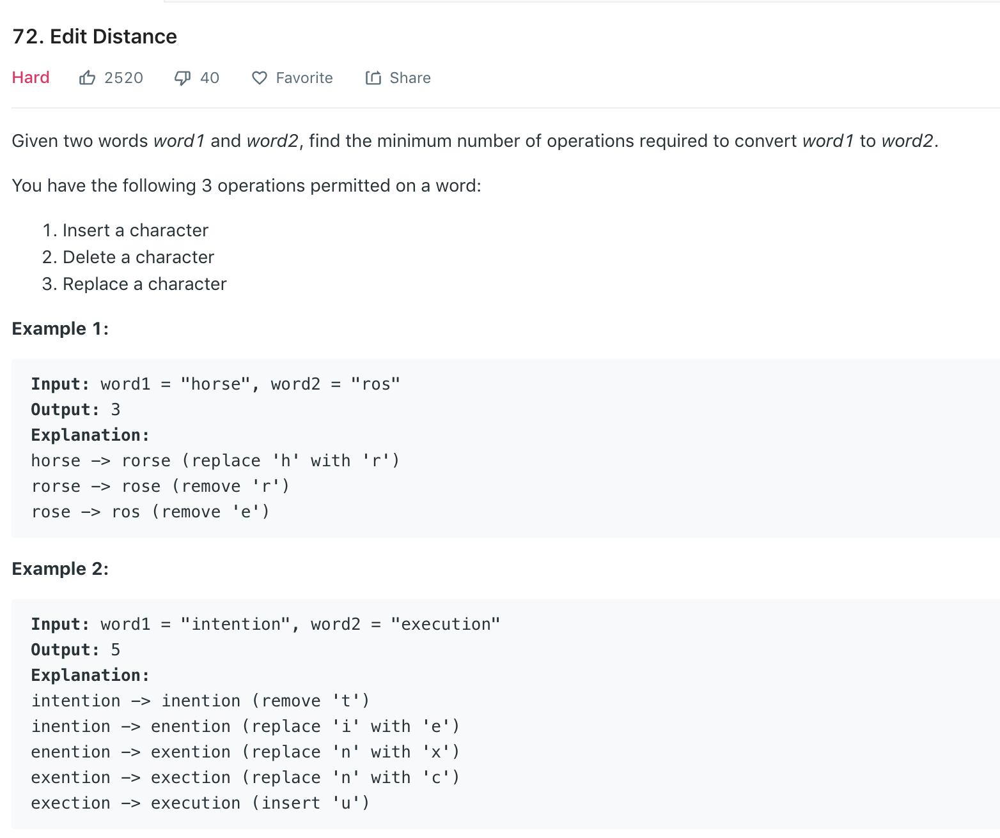 72. Edit Distance
Hard 2520 40 Favorite Share
Given two words word1 and word2, find the minimum number of operations required to convert word1 to word2.
You have the following 3 operations permitted on a word:
1. Insert a character
2. Delete a character
3. Replace a character
Example 1:
Input: word1 = "horse", word2 = "ros"
Output: 3
Explanation:
horse -> rorse (replace 'h' with 'r')
rorse -> rose (remove 'r')
rose -> ros (remove 'e')
Example 2:
Input: word1 = "intention", word2 = "execution"
Output: 5
Explanation:
intention -> inention (remove 't')
inention -> enention (replace 'i' with 'e')
enention -> exention (replace 'n' with 'x')
exention -> exection (replace 'n' with 'c')
exection -> execution (insert 'u')